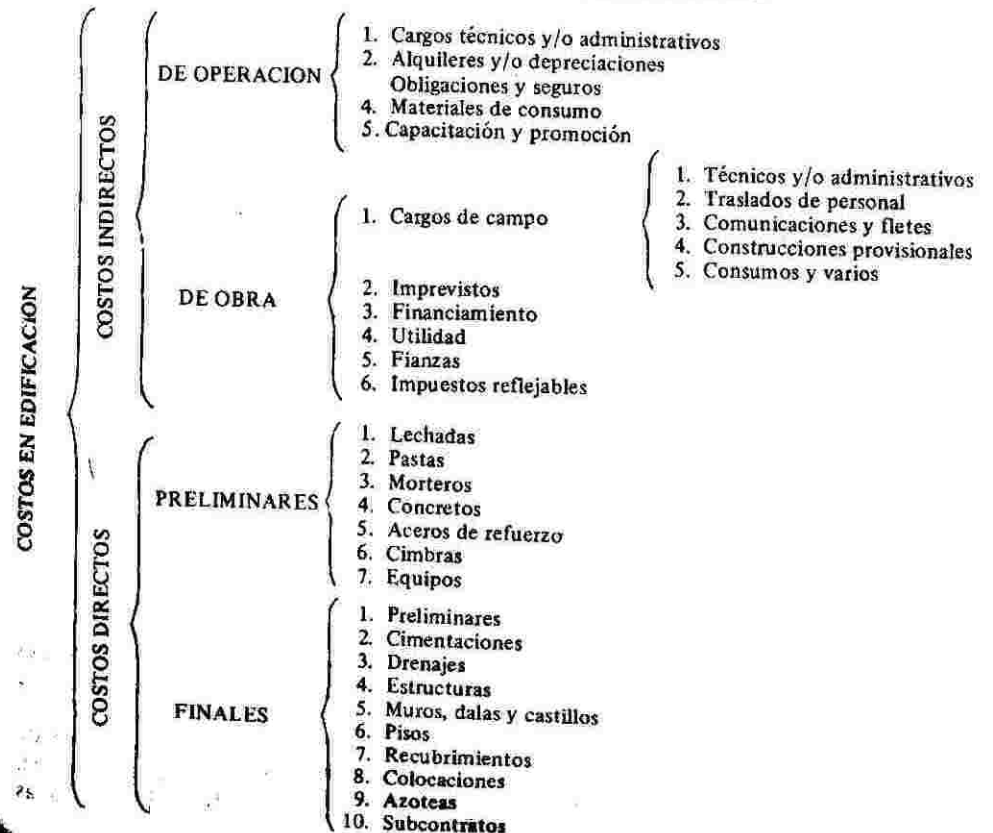 COSTOS EN EDIFICACION
COSTOS INDIRECTOS
DE OPERACION
1. Cargos técnicos y/o administrativos
2. Alquileres y/o depreciaciones
Obligaciones y seguros
4. Materiales de consumo
5. Capacitación y promoción
DE OBRA
1. Cargos de campo
1. Técnicos y/o administrativos
2. Traslados de personal
3. Comunicaciones y fletes
4. Construcciones provisionales
5. Consumos y varios
2. Imprevistos
3. Financiamiento
4. Utilidad
5. Fianzas
6. Impuestos reflejables
COSTOS DIRECTOS
PRELIMINARES
1. Lechadas
2. Pastas
3. Morteros
4. Concretos
5. Aceros de refuerzo
6. Cimbras
7. Equipos
FINALES
1. Preliminares
2. Cimentaciones
3. Drenajes
4. Estructuras
5. Muros, dalas y castillos
6. Pisos
7. Recubrimientos
8. Colocaciones
9. Azoteas
10. Subcontratos